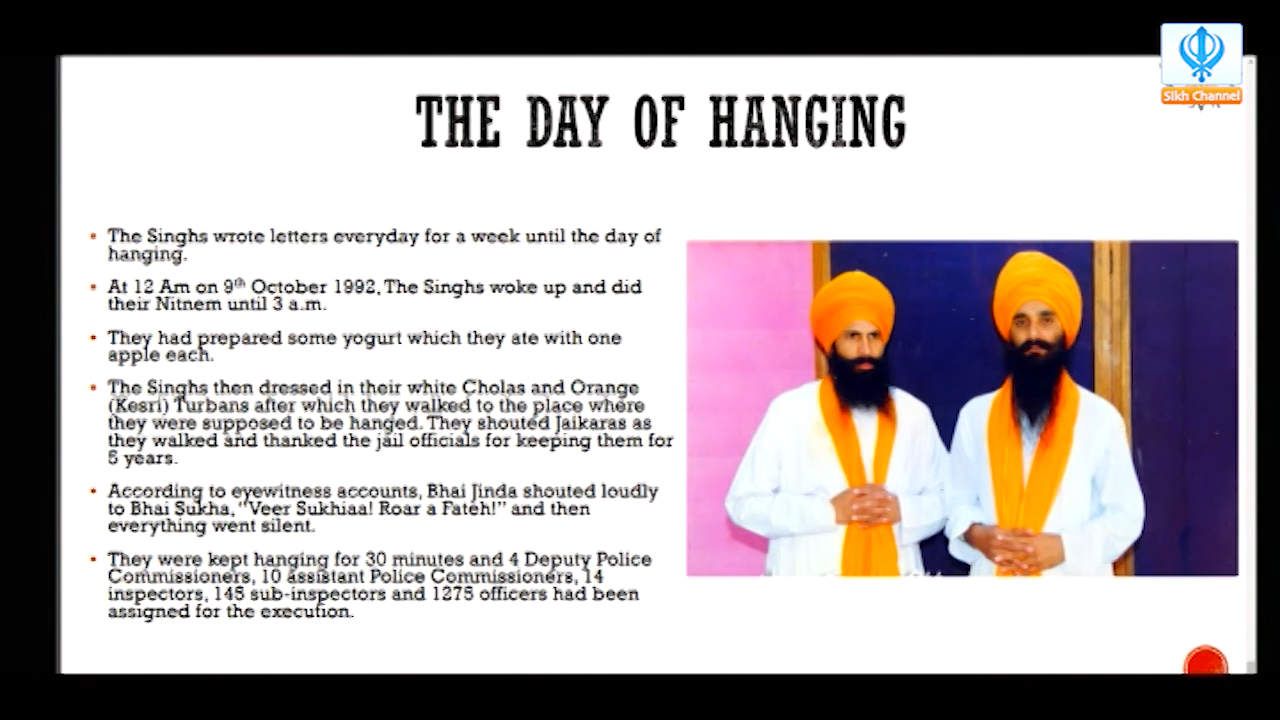 Sikh Channel
THE DAY OF HANGING
• The Singhs wrote letters everyday for a week until the day of
hanging.
• At 12 Am on 9th October 1992, The Singhs woke up and did
their Nitnem until 3 a.m.
• They had prepared some yogurt which they ate with one
apple each.
• The Singhs then dressed in their white Cholas and Orange
(Kesri) Turbans after which they walked to the place where
they were supposed to be hanged. They shouted Jaikaras as
they walked and thanked the jail officials for keeping them for
5 years.
• According to eyewitness accounts, Bhai Jinda shouted loudly
to Bhai Sukha, "Veer Sukhiaa! Roar a Fateh!" and then
everything went silent.
• They were kept hanging for 30 minutes and 4 Deputy Police
Commissioners, 10 assistant Police Commissioners, 14
inspectors, 145 sub-inspectors and 1275 officers had been
assigned for the execution.